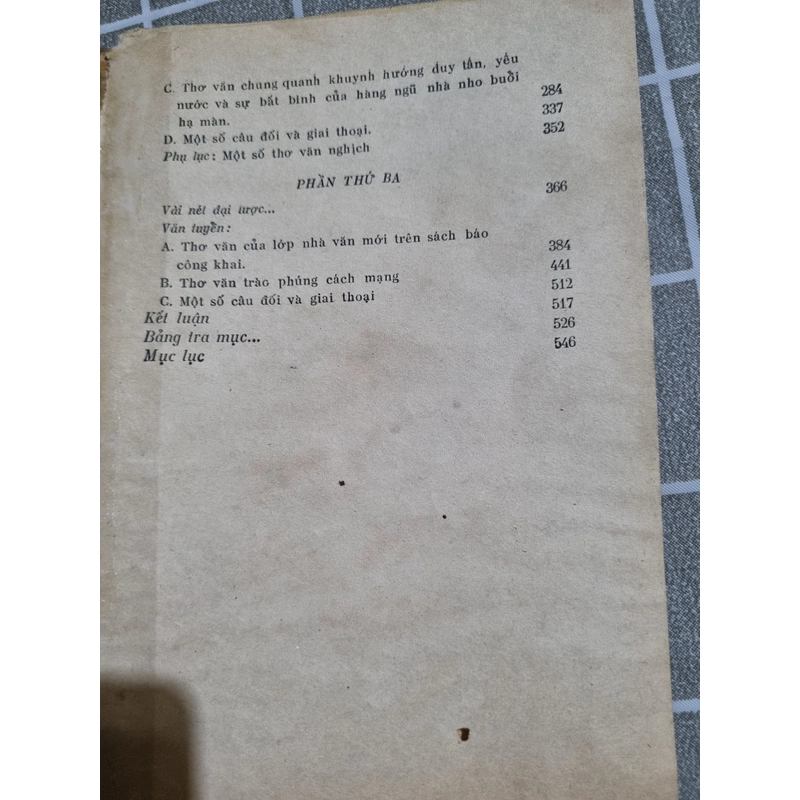 C. Thơ văn chung quanh khuynh hướng duy tân, yêu
nước và sự bất bình của hàng ngũ nhà nho buổi
hạ màn. 284
D. Một số câu đối và giai thoại. 337
Phụ lục: Một số thơ văn nghịch 352
PHẦN THỨ BA
Vài nét đại lược... 366
Văn tuyển:
A. Thơ văn của lớp nhà văn mới trên sách báo
công khai. 384
B. Thơ văn trào phúng cách mạng 441
C. Một số câu đối và giai thoại 512
Kết luận 517
Bảng tra mục... 526
Mục lục 546